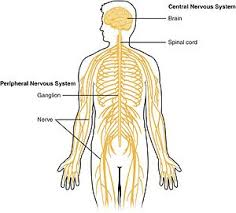 Central Nervous System
Brain
Spinal cord
Peripheral Nervous System
Ganglion
Nerve